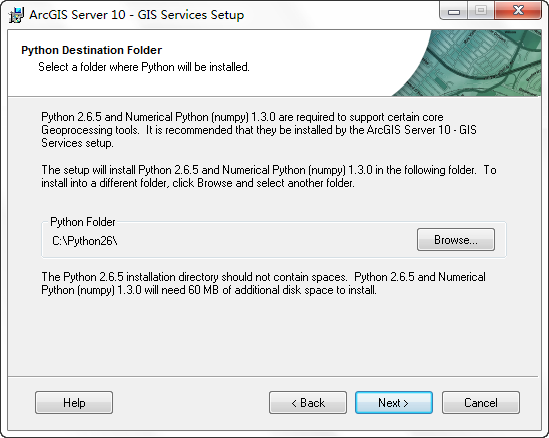 ArcGIS Server 10 - GIS Services Setup
Python Destination Folder
Select a folder where Python will be installed.
Python 2.6.5 and Numerical Python (numpy) 1.3.0 are required to support certain core
Geoprocessing tools.  It is recommended that they be installed by the ArcGIS Server 10 - GIS
Services setup.
The setup will install Python 2.6.5 and Numerical Python (numpy) 1.3.0 in the following folder.  To
install into a different folder, click Browse and select another folder.
Python Folder
C:\Python26\
Browse...
The Python 2.6.5 installation directory should not contain spaces.  Python 2.6.5 and Numerical
Python (numpy) 1.3.0 will need 60 MB of additional disk space to install.
Help
< Back
Next >
Cancel